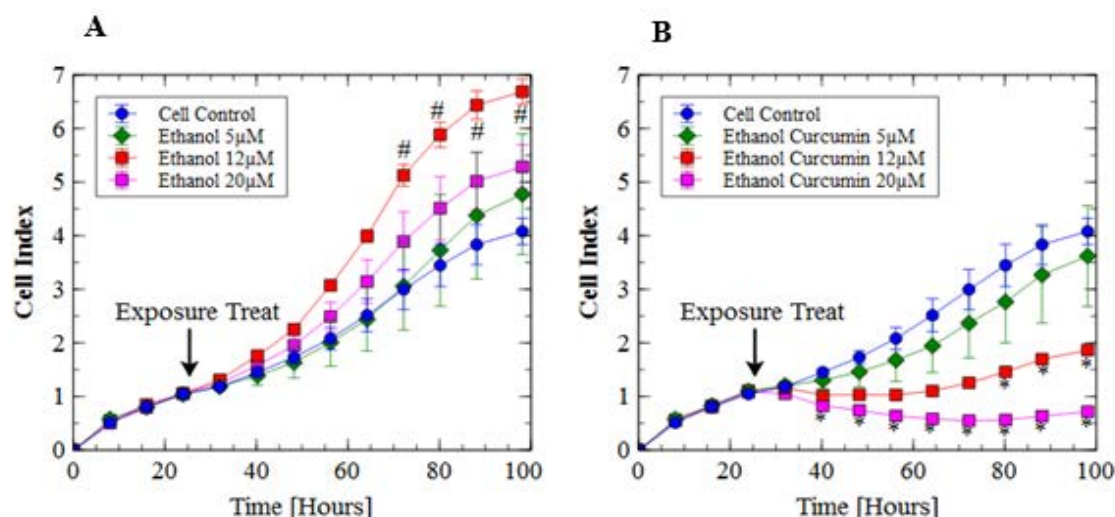 A
7
6
5
4
3
2
1
0
Cell Index
Cell Control
Ethanol 5µM
Ethanol 12µM
Ethanol 20µM
#
#
#
#
Exposure Treat
0 20 40 60 80 100
Time [Hours]
B
7
6
5
4
3
2
1
0
Cell Index
Cell Control
Ethanol Curcumin 5µM
Ethanol Curcumin 12µM
Ethanol Curcumin 20µM
Exposure Treat
* * *
* * * * * * * *
0 20 40 60 80 100
Time [Hours]